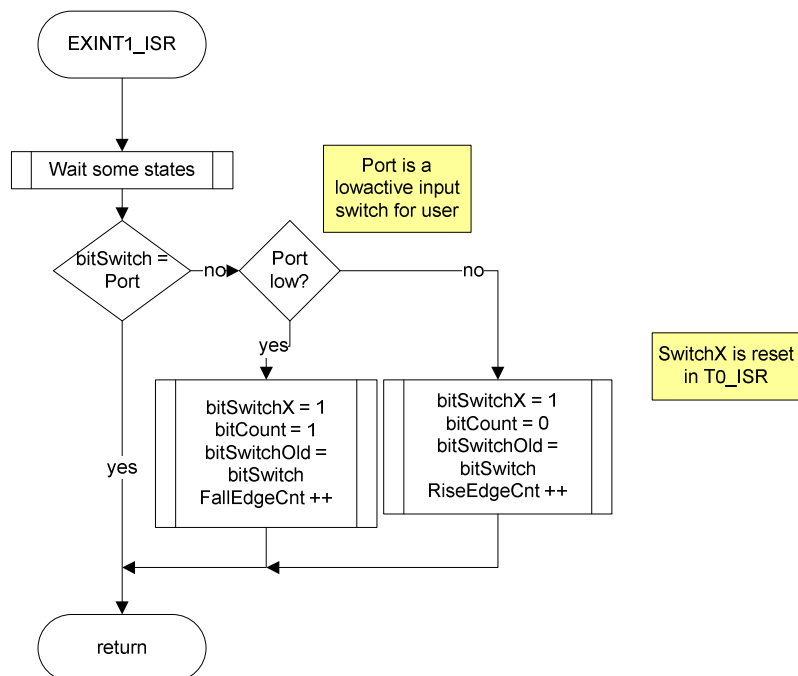 EXINT1_ISR
Wait some states
Port is a
lowactive input
switch for user
bitSwitch =
Port
no
Port
low?
no
yes
SwitchX is reset
in T0_ISR
bitSwitchX = 1
bitCount = 1
bitSwitchOld =
bitSwitch
FallEdgeCnt ++
bitSwitchX = 1
bitCount = 0
bitSwitchOld =
bitSwitch
RiseEdgeCnt ++
yes
return